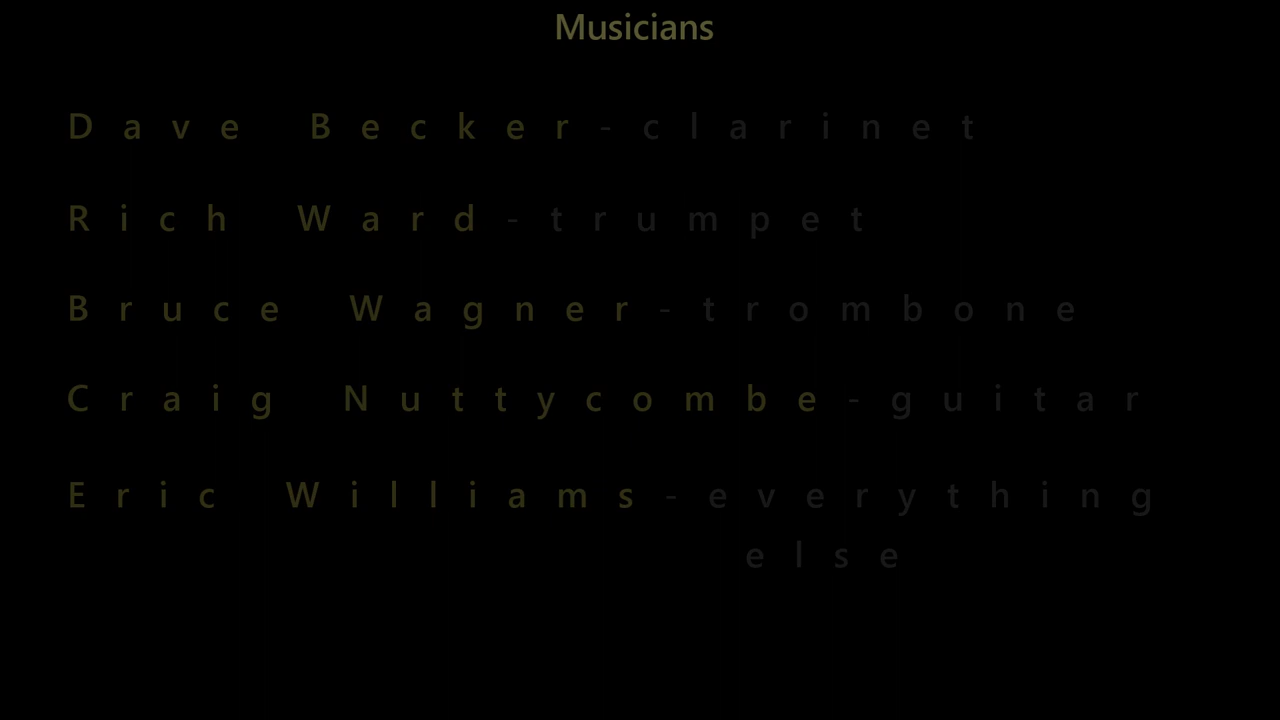 Musicians
Dave Becker-clarinet
Rich Ward-trumpet
Bruce Wagner-trombone
Craig Nuttycombe-guitar
Eric Williams-everything
else